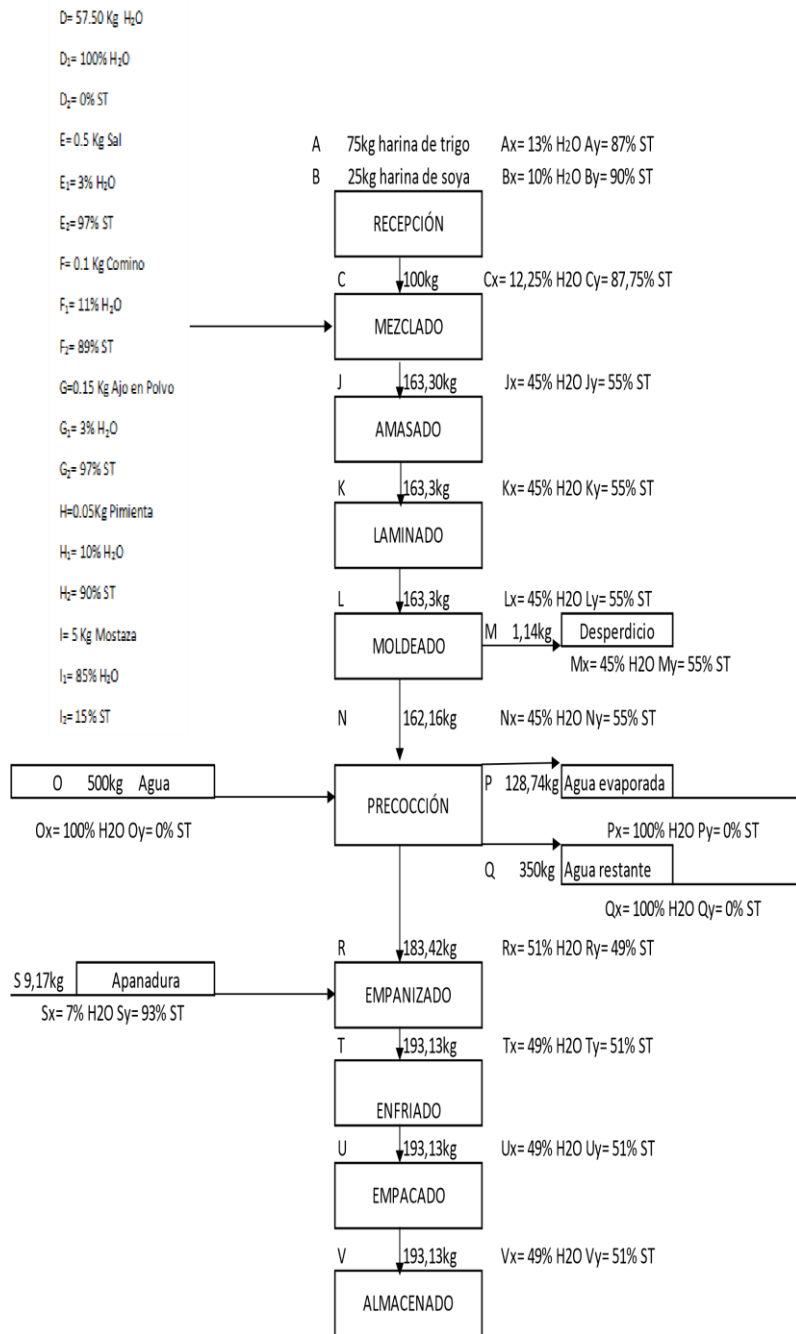 D= 57.50 Kg H₂O
D₁= 100% H₂O
D₂= 0% ST
E= 0.5 Kg Sal
E₁= 3% H₂O
E₂= 97% ST
F= 0.1 Kg Comino
F₁= 11% H₂O
F₂= 89% ST
G=0.15 Kg Ajo en Polvo
G₁= 3% H₂O
G₂= 97% ST
H=0.05Kg Pimienta
H₁= 10% H₂O
H₂= 90% ST
I= 5 Kg Mostaza
I₁= 85% H₂O
I₂= 15% ST
A 75kg harina de trigo Ax= 13% H₂O Ay= 87% ST
B 25kg harina de soya Bx= 10% H₂O By= 90% ST
RECEPCIÓN
C 100kg Cx= 12,25% H2O Cy= 87,75% ST
MEZCLADO
J 163,30kg Jx= 45% H2O Jy= 55% ST
AMASADO
K 163,3kg Kx= 45% H2O Ky= 55% ST
LAMINADO
L 163,3kg Lx= 45% H2O Ly= 55% ST
MOLDEADO
M 1,14kg Desperdicio
Mx= 45% H2O My= 55% ST
N 162,16kg Nx= 45% H2O Ny= 55% ST
O 500kg Agua
Ox= 100% H2O Oy= 0% ST
PRECOCCIÓN
P 128,74kg Agua evaporada
Px= 100% H2O Py= 0% ST
Q 350kg Agua restante
Qx= 100% H2O Qy= 0% ST
R 183,42kg Rx= 51% H2O Ry= 49% ST
S 9,17kg Apanadura
Sx= 7% H2O Sy= 93% ST
EMPANIZADO
T 193,13kg Tx= 49% H2O Ty= 51% ST
ENFRIADO
U 193,13kg Ux= 49% H2O Uy= 51% ST
EMPACADO
V 193,13kg Vx= 49% H2O Vy= 51% ST
ALMACENADO